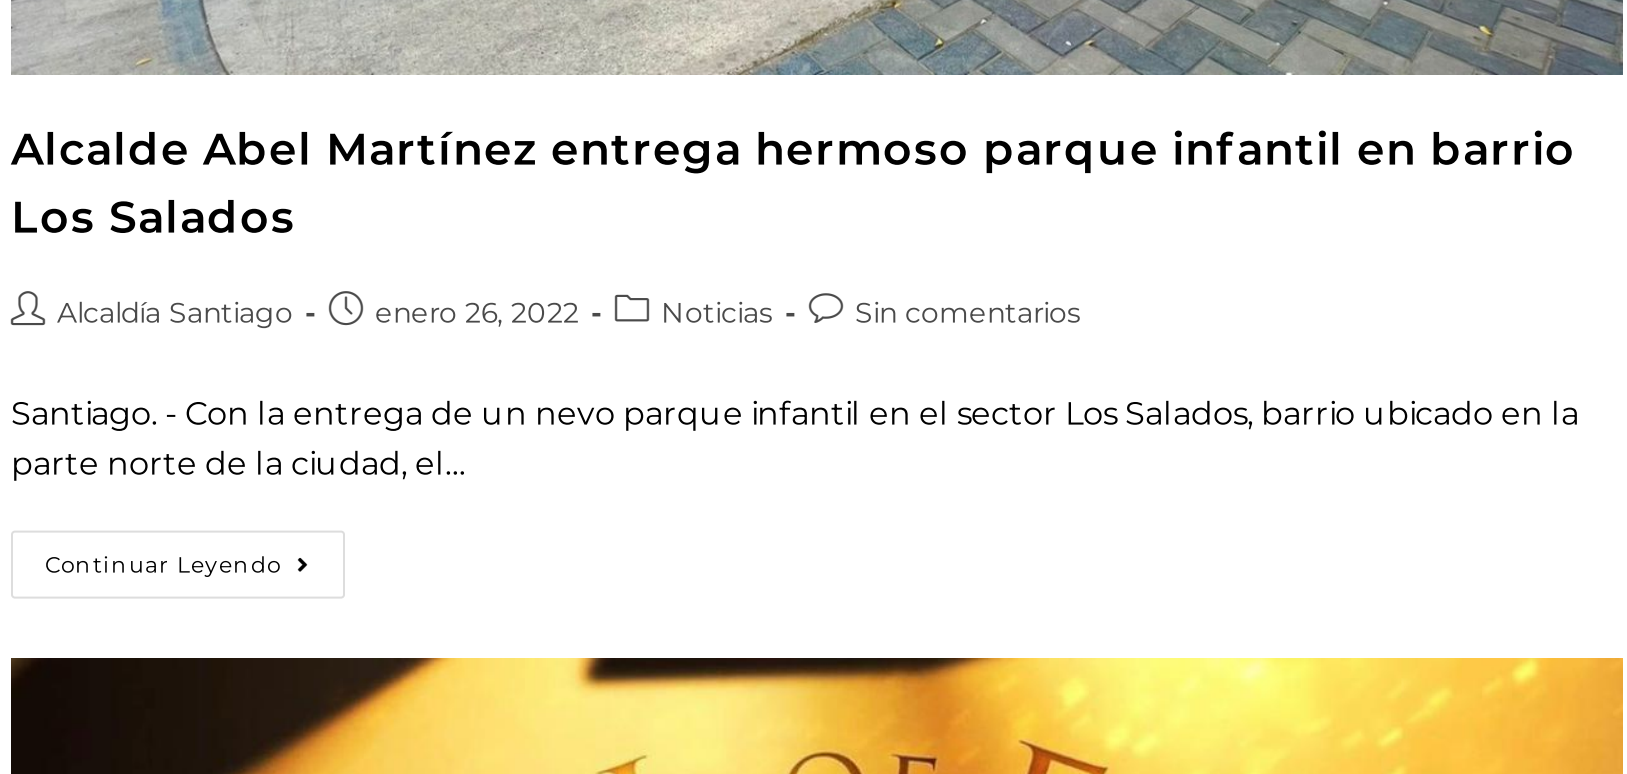 Alcalde Abel Martínez entrega hermoso parque infantil en barrio
Los Salados
Alcaldía Santiago - enero 26, 2022 - Noticias - Sin comentarios
Santiago. - Con la entrega de un nevo parque infantil en el sector Los Salados, barrio ubicado en la
parte norte de la ciudad, el…
Continuar Leyendo
OF